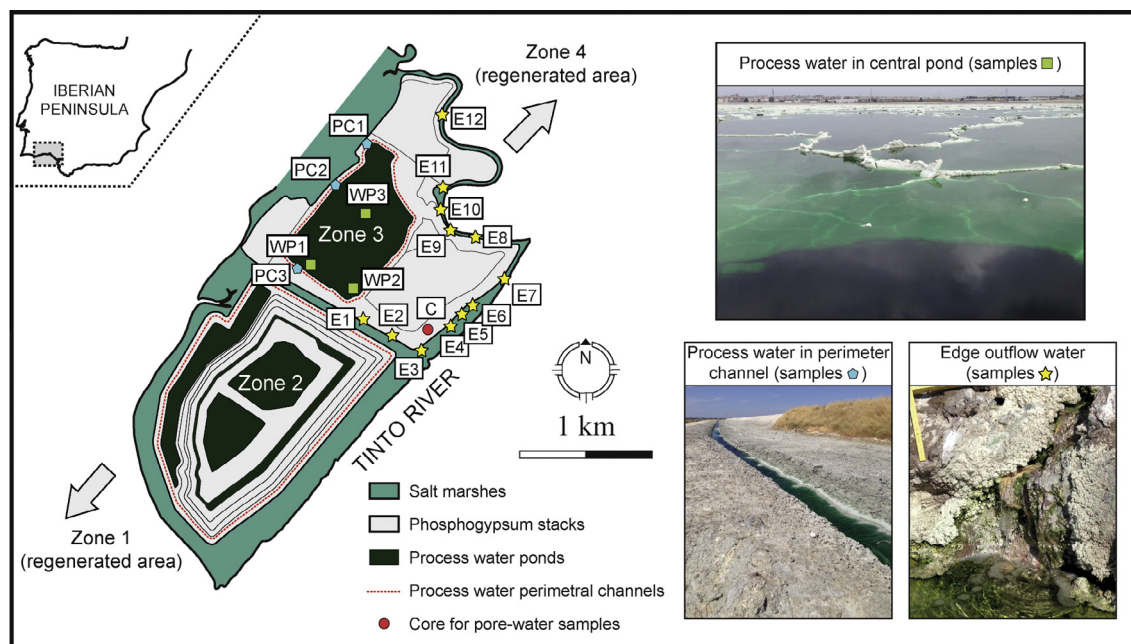 IBERIAN
PENINSULA
Zone 4
(regenerated area)
E12
PC1
PC2
E11
WP3
E10
Zone 3
E9
E8
WP1
PC3
WP2
E7
C
E1
E2
E6
E5
E4
E3
Zone 2
TINTO RIVER
N
1 km
Zone 1
(regenerated area)
Salt marshes
Phosphogypsum stacks
Process water ponds
Process water perimetral channels
Core for pore-water samples
Process water in central pond (samples )
Process water in perimeter
channel (samples )
Edge outflow water
(samples )